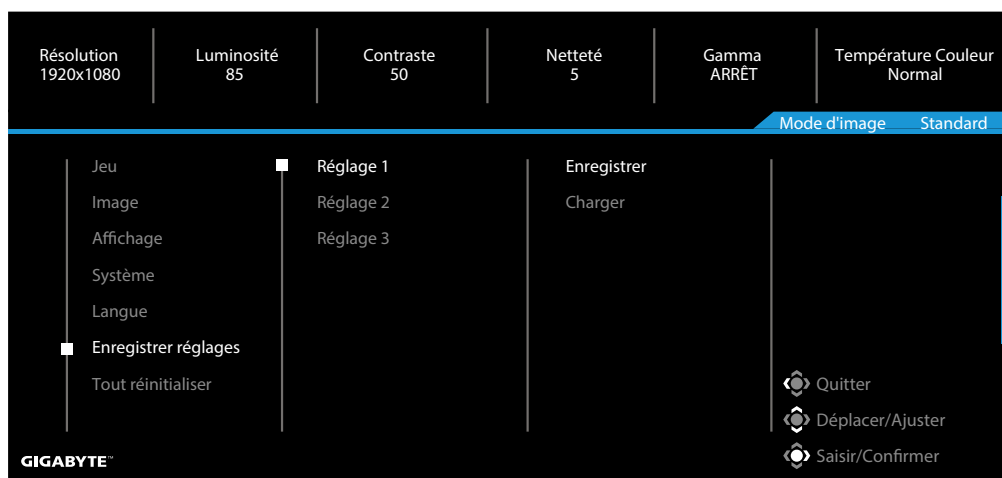 Résolution
1920x1080
Luminosité
85
Contraste
50
Netteté
5
Gamma
ARRÊT
Température Couleur
Normal
Mode d'image Standard
Jeu
Image
Affichage
Système
Langue
Enregistrer réglages
Tout réinitialiser
Réglage 1
Réglage 2
Réglage 3
Enregistrer
Charger
Quitter
Déplacer/Ajuster
Saisir/Confirmer
GIGABYTE™